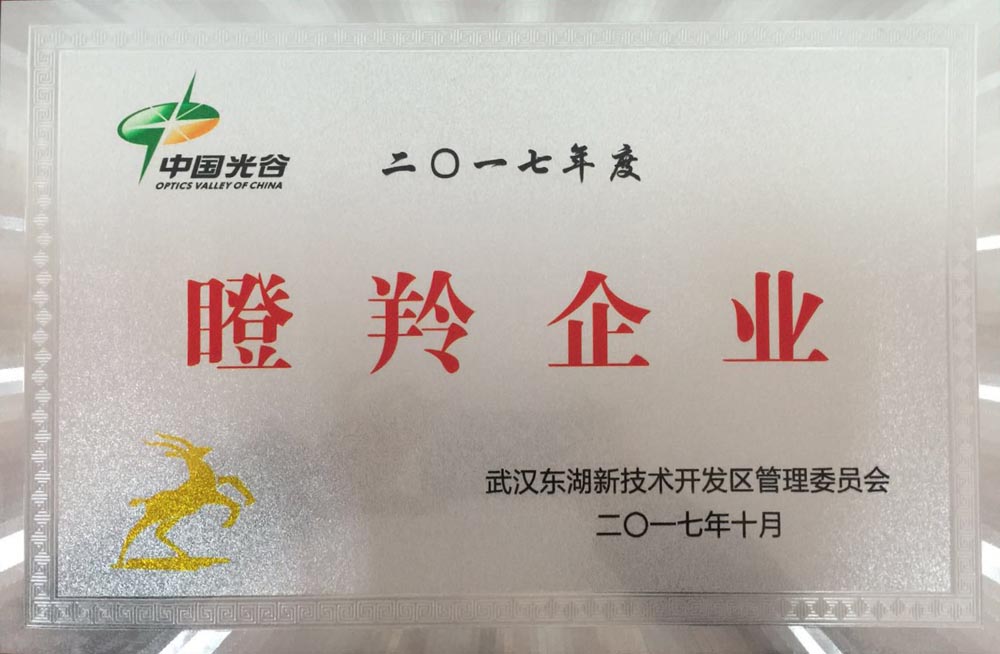 中国光谷
OPTICS VALLEY OF CHINA
二〇一七年度
瞪羚企业
武汉东湖新技术开发区管理委员会
二〇一七年十月